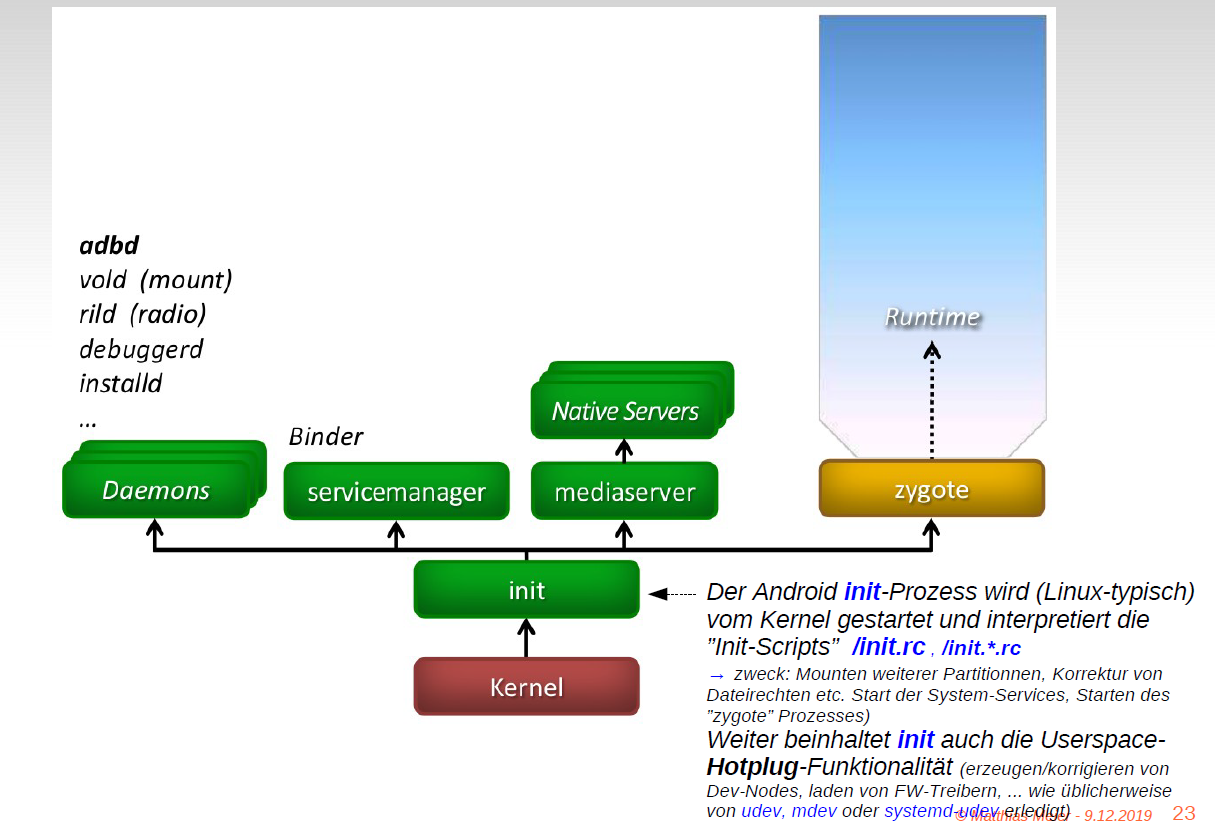 adbd
vold (mount)
rild (radio)
debuggerd
installd
...
Daemons
Binder
servicemanager
Native Servers
mediaserver
Runtime
zygote
init
Kernel
Der Android init-Prozess wird (Linux-typisch)
vom Kernel gestartet und interpretiert die
”Init-Scripts” /init.rc , /init.*.rc
→ zweck: Mounten weiterer Partitionnen, Korrektur von
Dateirechten etc. Start der System-Services, Starten des
”zygote” Prozesses)
Weiter beinhaltet init auch die Userspace-
Hotplug-Funktionalität (erzeugen/korrigieren von
Dev-Nodes, laden von FW-Treibern, ... wie üblicherweise
von udev, mdev oder systemd-udev erledigt)
© Matthias Meier - 9.12.2019 23